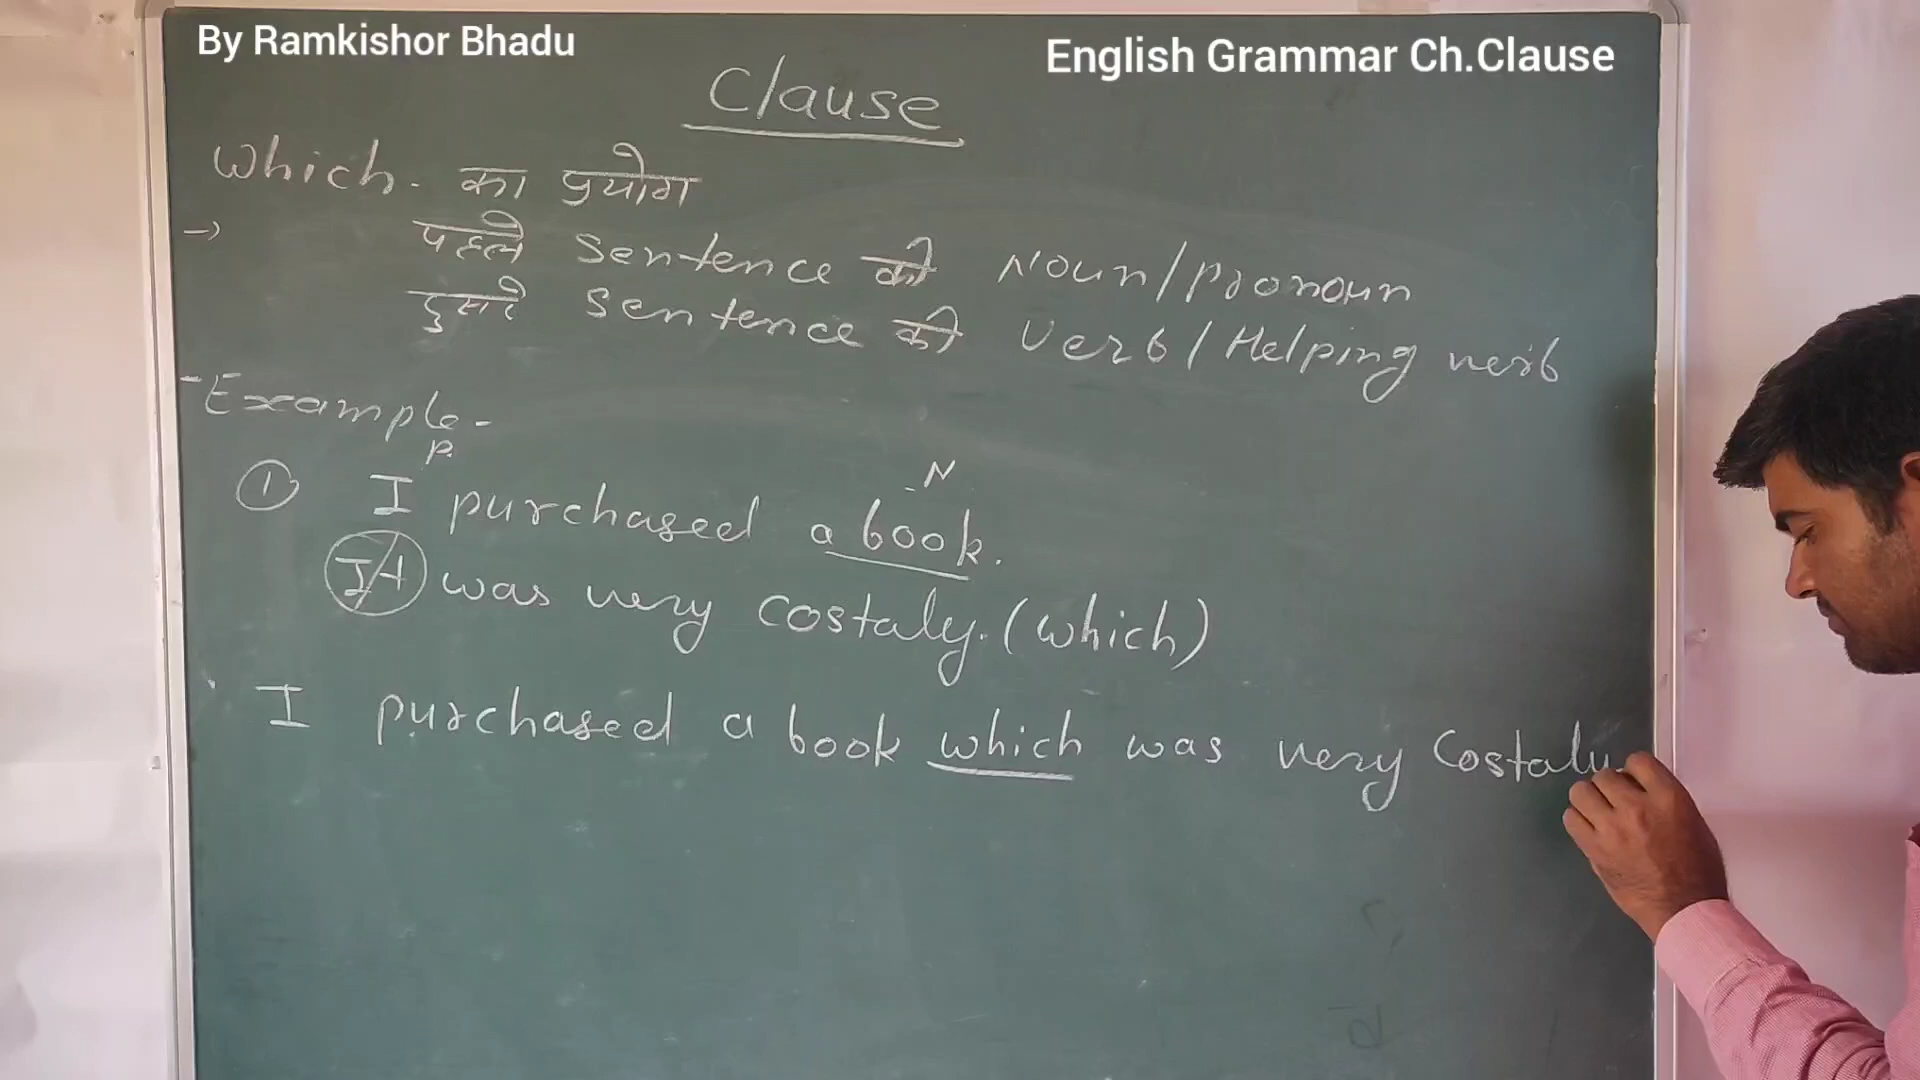 By Ramkishor Bhadu
English Grammar Ch.Clause
Clause
Which - का प्रयोग
→ पहले sentence की Noun/pronoun
दुसरे sentence की Verb/Helping verb
- Example -
P.
N
① I purchased a book.
It was very costaly. (which)
I purchased a book which was very Costaly.